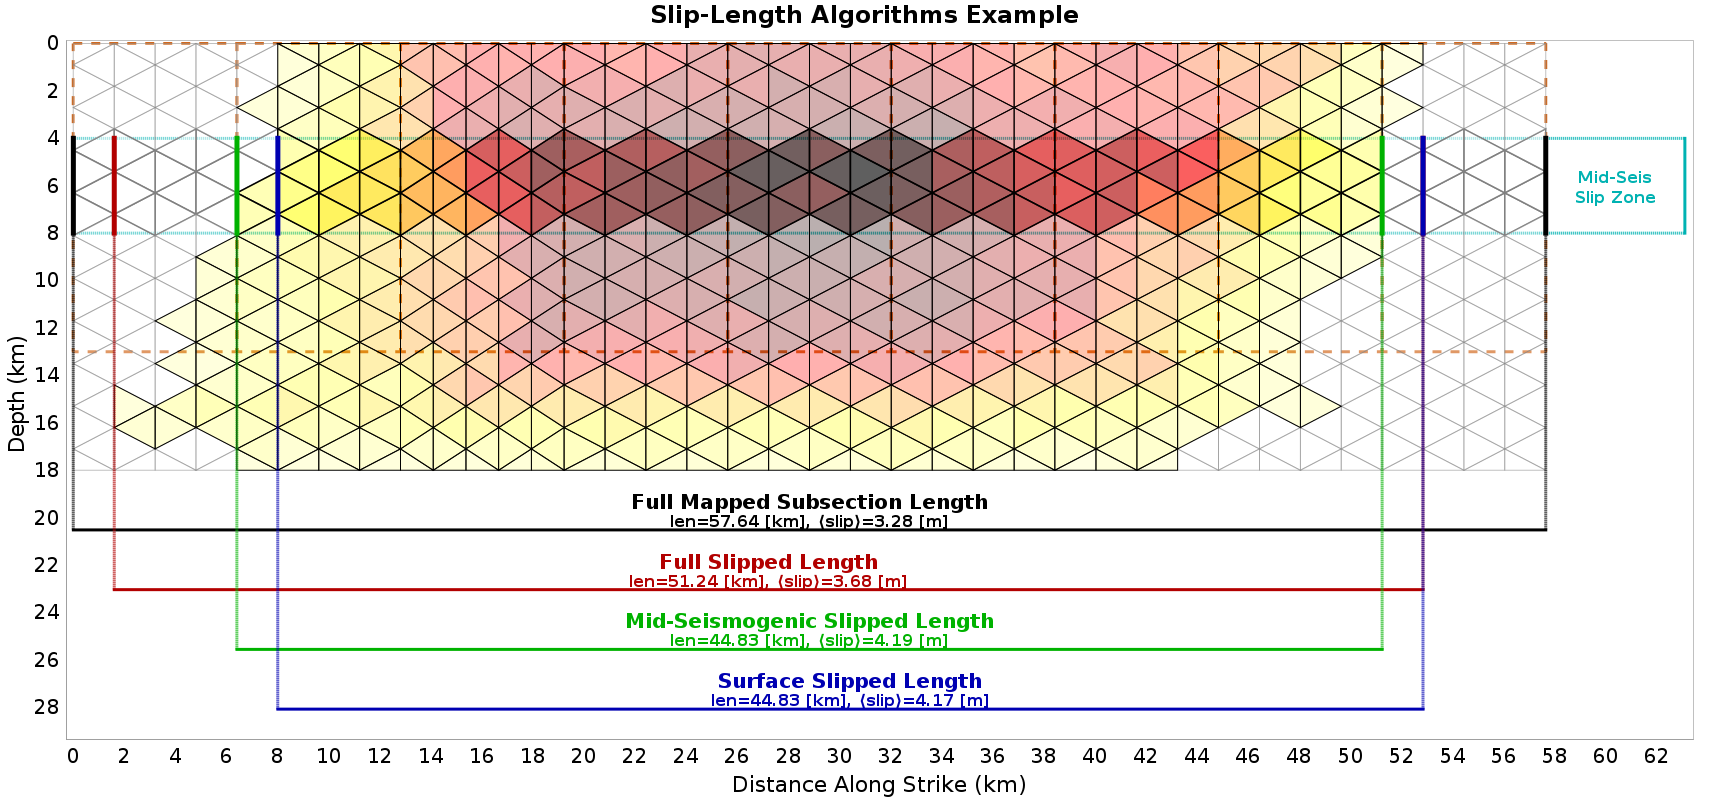 Slip-Length Algorithms Example
0
2
4
6
8
10
12
14
16
18
20
22
24
26
28
Depth (km)
Mid-Seis
Slip Zone
Full Mapped Subsection Length
len=57.64 [km], ⟨slip⟩=3.28 [m]
Full Slipped Length
len=51.24 [km], ⟨slip⟩=3.68 [m]
Mid-Seismogenic Slipped Length
len=44.83 [km], ⟨slip⟩=4.19 [m]
Surface Slipped Length
len=44.83 [km], ⟨slip⟩=4.17 [m]
0 2 4 6 8 10 12 14 16 18 20 22 24 26 28 30 32 34 36 38 40 42 44 46 48 50 52 54 56 58 60 62
Distance Along Strike (km)